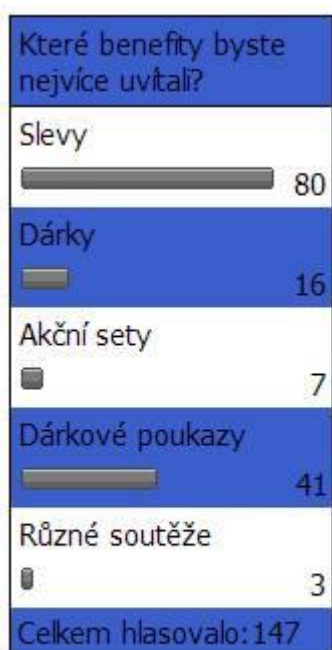 Které benefity byste
nejvíce uvítali?
Slevy
80
Dárky
16
Akční sety
7
Dárkové poukazy
41
Různé soutěže
3
Celkem hlasovalo:147